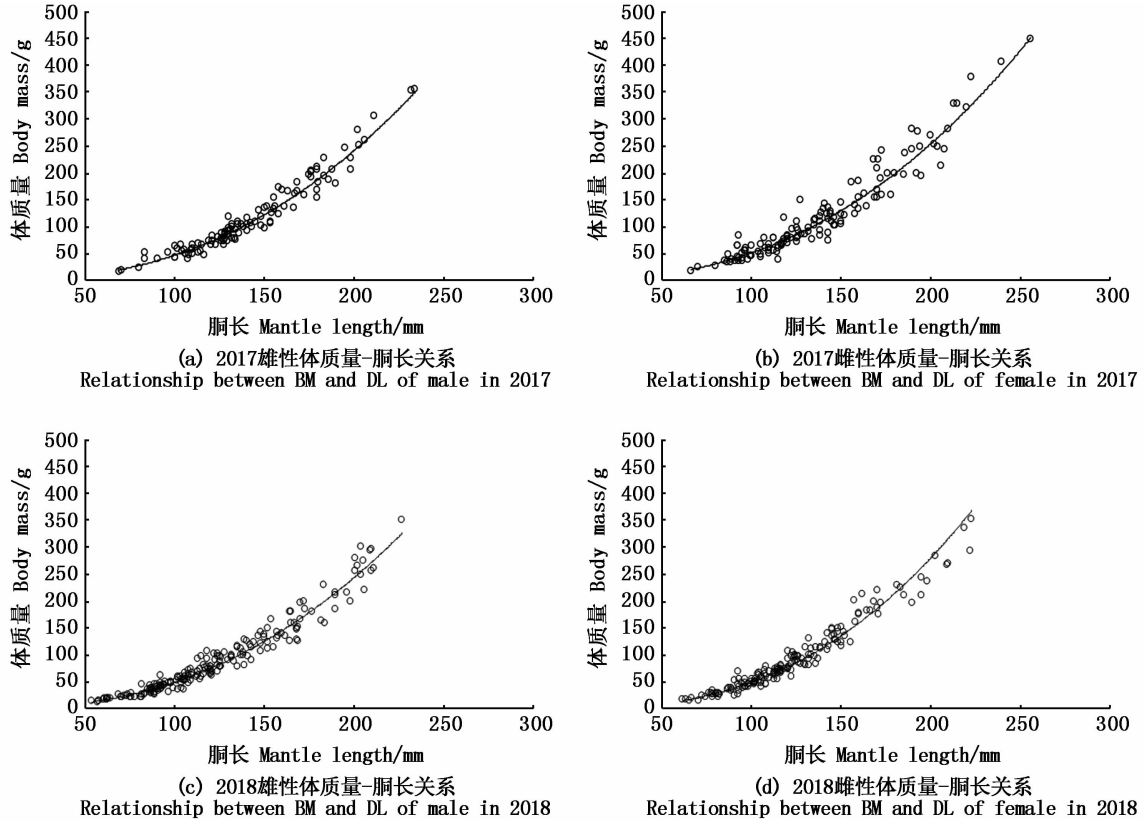 500
450
400
350
300
250
200
150
100
50
0
体质量 Body mass/g
50 100 150 200 250 300
胴长 Mantle length/mm
(a) 2017雄性体质量-胴长关系
Relationship between BM and DL of male in 2017
500
450
400
350
300
250
200
150
100
50
0
体质量 Body mass/g
50 100 150 200 250 300
胴长 Mantle length/mm
(b) 2017雌性体质量-胴长关系
Relationship between BM and DL of female in 2017
500
450
400
350
300
250
200
150
100
50
0
体质量 Body mass/g
50 100 150 200 250 300
胴长 Mantle length/mm
(c) 2018雄性体质量-胴长关系
Relationship between BM and DL of male in 2018
500
450
400
350
300
250
200
150
100
50
0
体质量 Body mass/g
50 100 150 200 250 300
胴长 Mantle length/mm
(d) 2018雌性体质量-胴长关系
Relationship between BM and DL of female in 2018